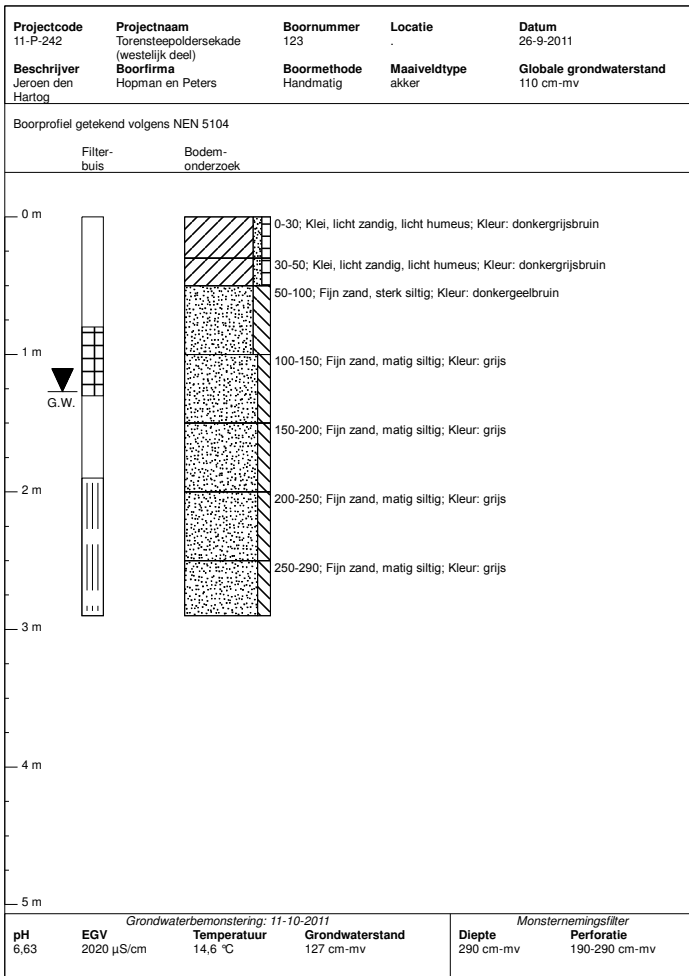 Projectcode Projectnaam Boornummer Locatie Datum
11-P-242 Torensteepoldersekade 123 . 26-9-2011
(westelijk deel)
Beschrijver Boorfirma Boormethode Maaiveldtype Globale grondwaterstand
Jeroen den Hopman en Peters Handmatig akker 110 cm-mv
Hartog
Boorprofiel getekend volgens NEN 5104
Filter- Bodem-
buis onderzoek
0 m
0-30; Klei, licht zandig, licht humeus; Kleur: donkergrijsbruin
30-50; Klei, licht zandig, licht humeus; Kleur: donkergrijsbruin
50-100; Fijn zand, sterk siltig; Kleur: donkergeelbruin
1 m
100-150; Fijn zand, matig siltig; Kleur: grijs
G.W.
150-200; Fijn zand, matig siltig; Kleur: grijs
2 m
200-250; Fijn zand, matig siltig; Kleur: grijs
250-290; Fijn zand, matig siltig; Kleur: grijs
3 m
4 m
5 m
Grondwaterbemonstering: 11-10-2011 Monsternemingsfilter
pH EGV Temperatuur Grondwaterstand Diepte Perforatie
6,63 2020 µS/cm 14,6 °C 127 cm-mv 290 cm-mv 190-290 cm-mv